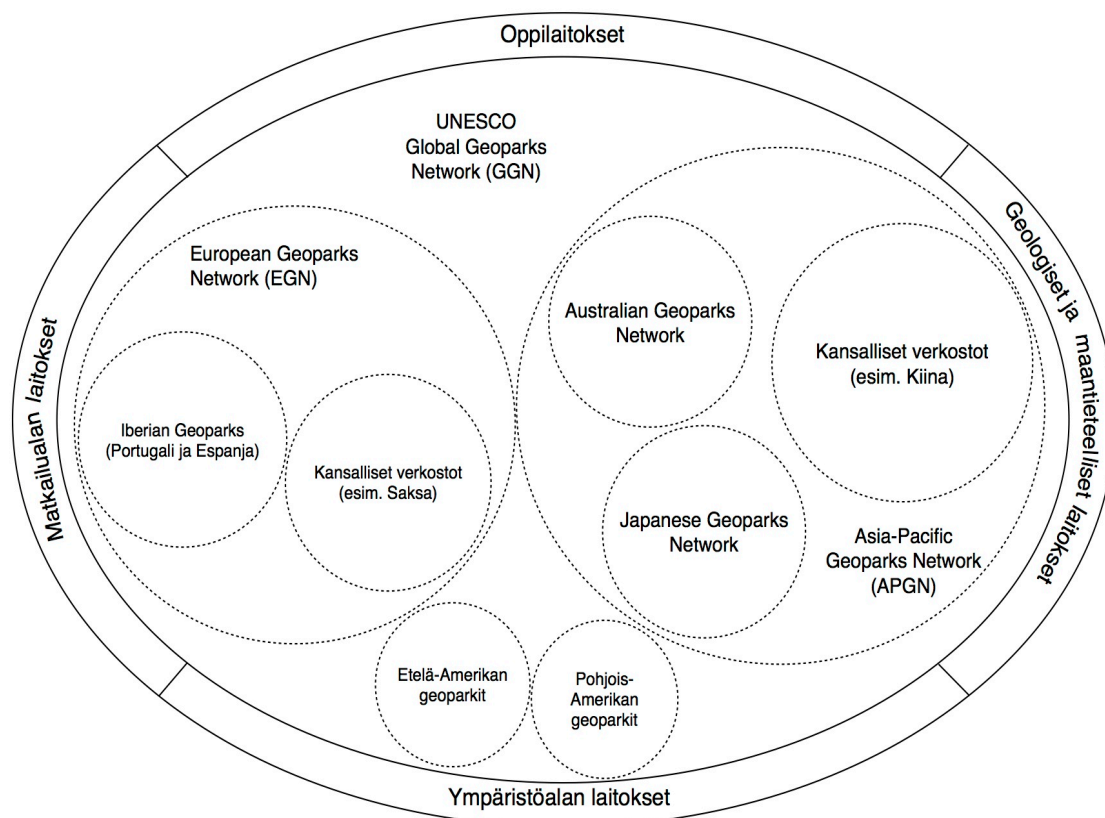 Oppilaitokset
UNESCO
Global Geoparks
Network (GGN)
European Geoparks
Network (EGN)
Iberian Geoparks
(Portugali ja Espanja)
Kansalliset verkostot
(esim. Saksa)
Australian Geoparks
Network
Kansalliset verkostot
(esim. Kiina)
Japanese Geoparks
Network
Asia-Pacific
Geoparks Network
(APGN)
Etelä-Amerikan
geoparkit
Pohjois-
Amerikan
geoparkit
Matkailualan laitokset
Geologiset ja maantieteelliset laitokset
Ympäristöalan laitokset